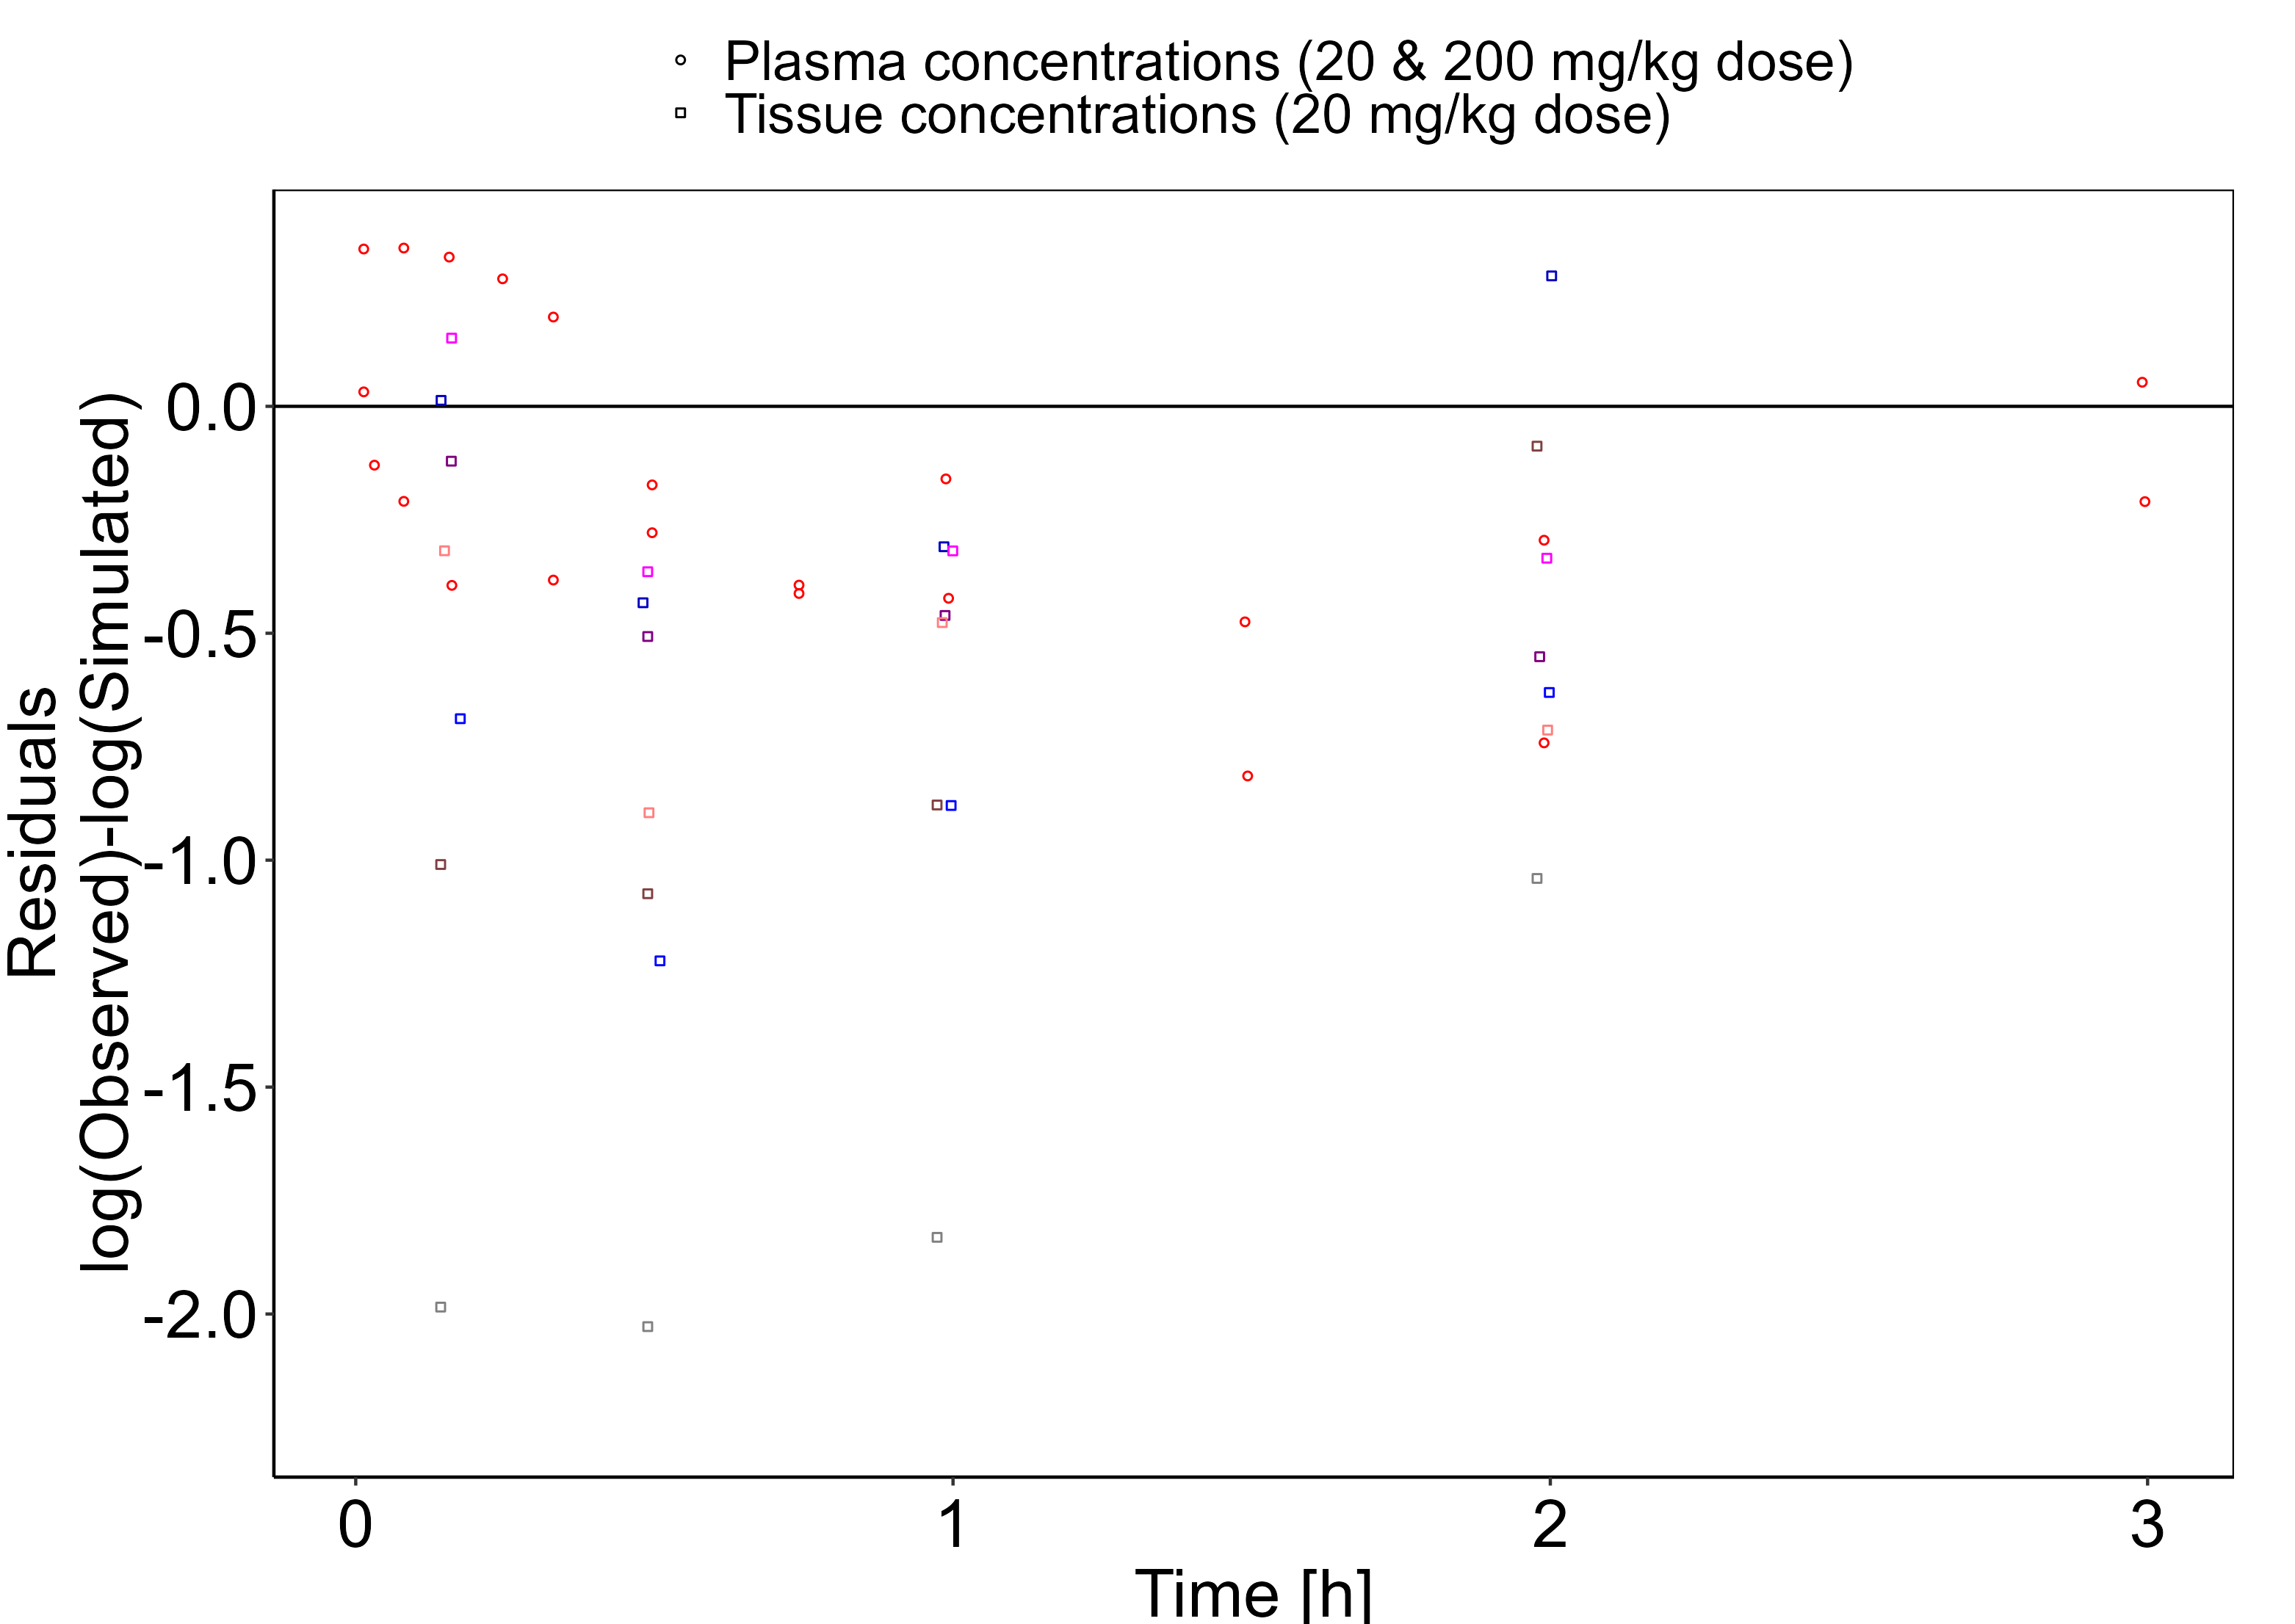 Plasma concentrations (20 & 200 mg/kg dose)
Tissue concentrations (20 mg/kg dose)
Residuals
log(Observed)-log(Simulated)
0.0
-0.5
-1.0
-1.5
-2.0
0 1 2 3
Time [h]